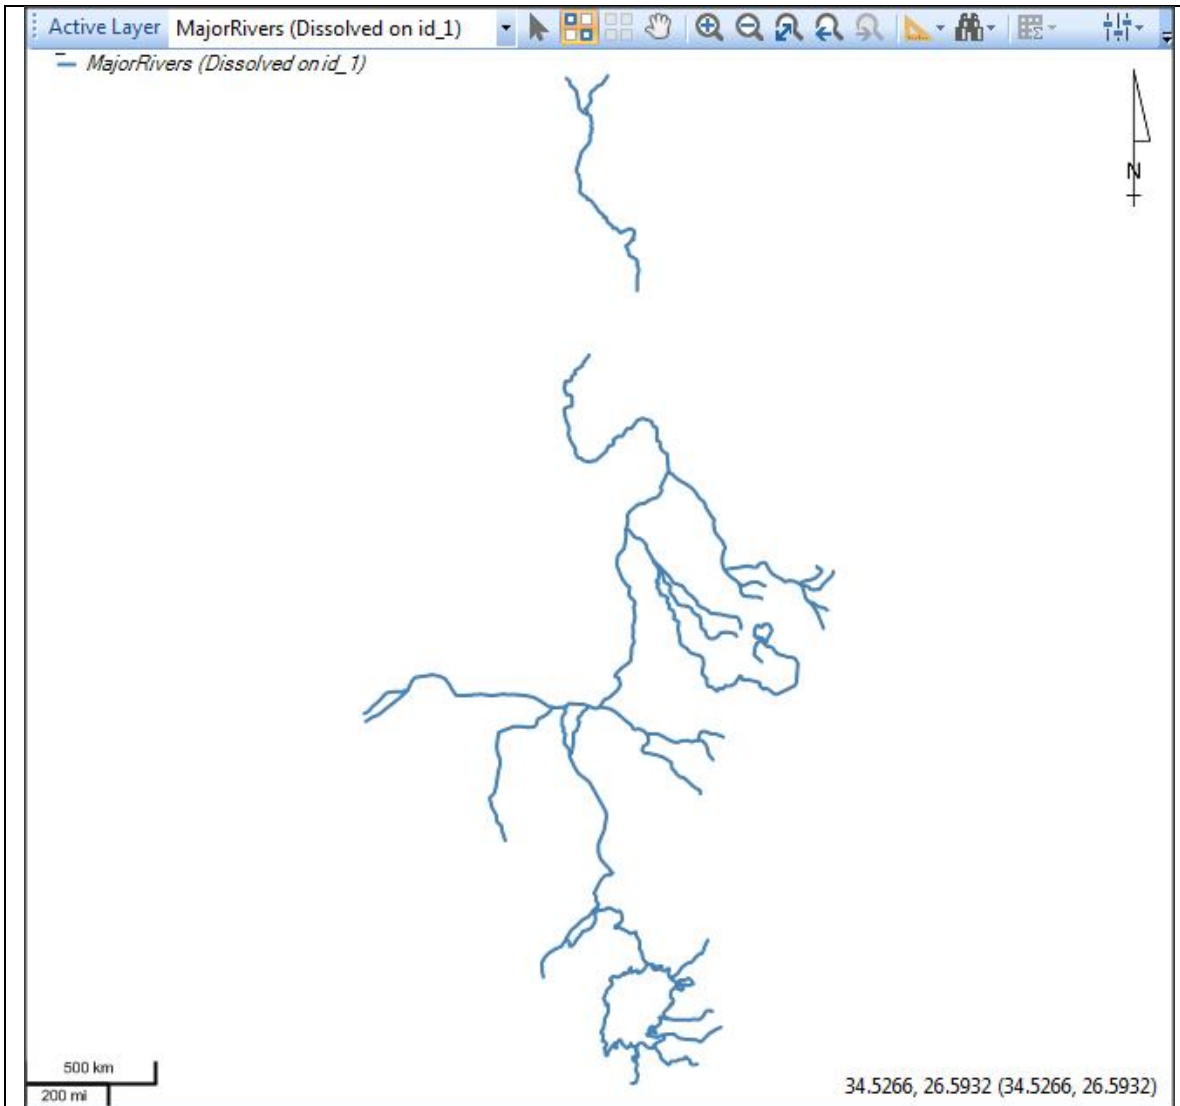 Active Layer MajorRivers (Dissolved on id_1)
MajorRivers (Dissolved on id_1)
N
500 km
200 mi
34.5266, 26.5932 (34.5266, 26.5932)